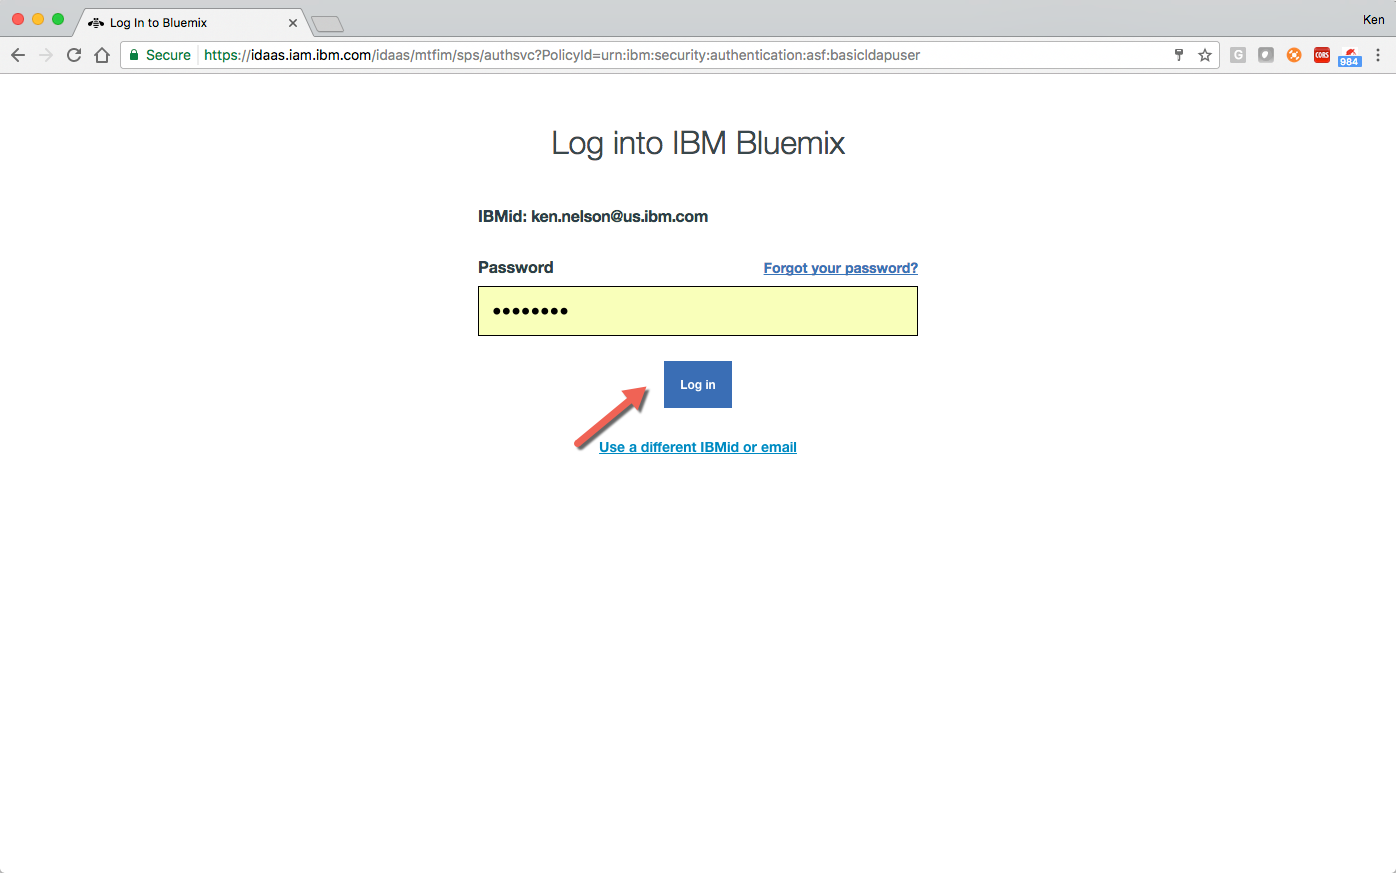 Log In to Bluemix
Ken
Secure
https://idaas.iam.ibm.com/idaas/mtfim/sps/authsvc?PolicyId=urn:ibm:security:authentication:asf:basicldapuser
G
CORS
984
Log into IBM Bluemix
IBMid: ken.nelson@us.ibm.com
Password
Forgot your password?
Log in
Use a different IBMid or email